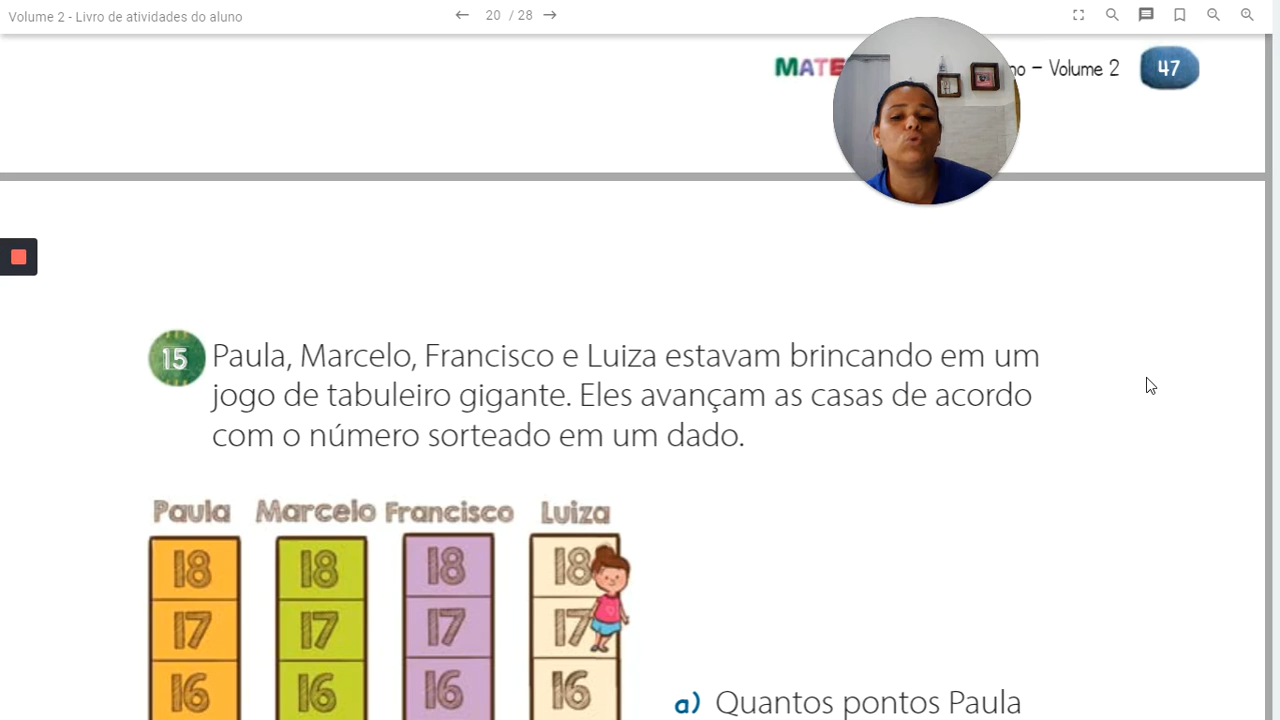 Volume 2 - Livro de atividades do aluno
20 / 28
MATE
no – Volume 2
47
15
Paula, Marcelo, Francisco e Luiza estavam brincando em um
jogo de tabuleiro gigante. Eles avançam as casas de acordo
com o número sorteado em um dado.
Paula Marcelo Francisco Luiza
18 18 18 18
17 17 17 17
16 16 16 16
a) Quantos pontos Paula